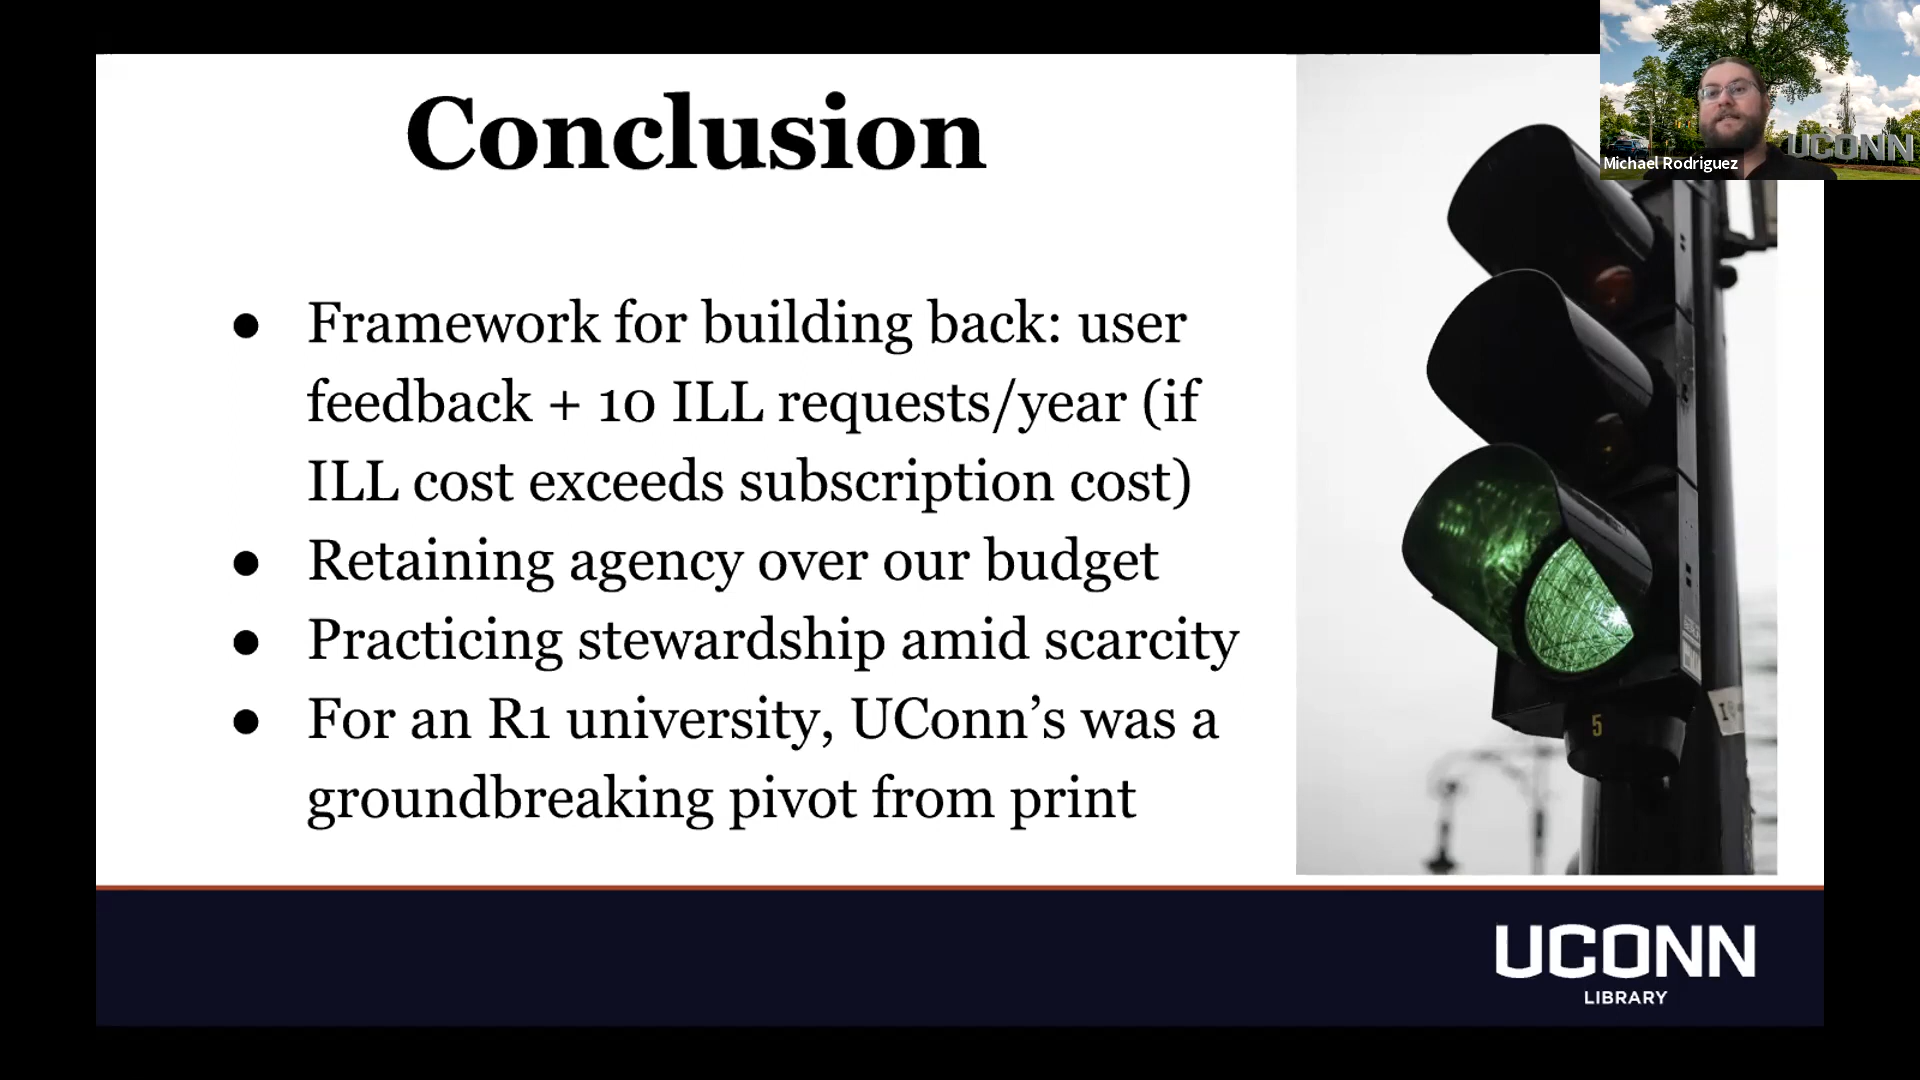 Conclusion
● Framework for building back: user
feedback + 10 ILL requests/year (if
ILL cost exceeds subscription cost)
● Retaining agency over our budget
● Practicing stewardship amid scarcity
● For an R1 university, UConn’s was a
groundbreaking pivot from print
5
UCONN
Michael Rodriguez
UCONN
LIBRARY